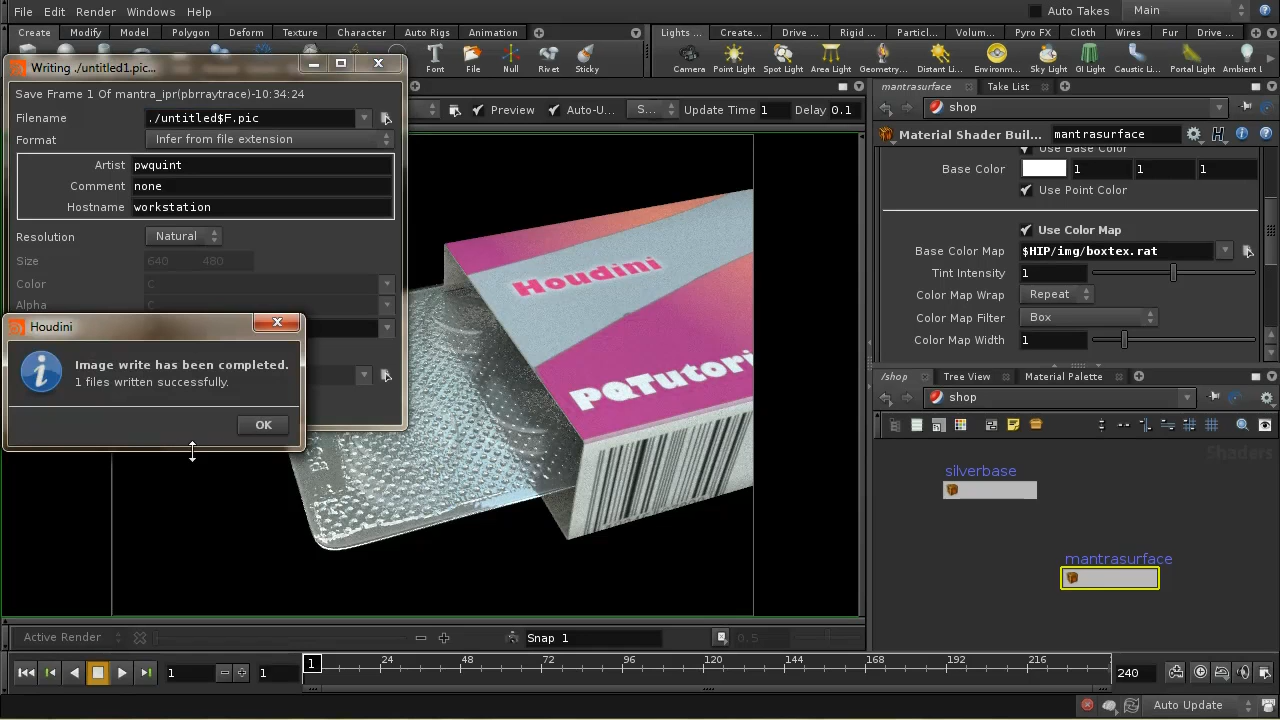 File Edit Render Windows Help
Auto Takes Main
Create Modify Model Polygon Deform Texture Character Auto Rigs Animation
Lights ... Create... Drive ... Rigid ... Particl... Volum... Pyro FX Cloth Wires Fur Drive ...
Font File Null Rivet Sticky
Camera Point Light Spot Light Area Light Geometry... Distant Li... Environm... Sky Light GI Light Caustic Li... Portal Light Ambient L
Writing ./untitled1.pic...
Save Frame 1 Of mantra_ipr(pbrraytrace)-10:34:24
Filename ./untitled$F.pic
Format Infer from file extension
Artist pwquint
Comment none
Hostname workstation
Resolution Natural
Size 640 480
Color C
Alpha C
Houdini
Image write has been completed.
1 files written successfully.
OK
S... Preview Auto-U... Update Time 1 Delay 0.1
Houdini
PQTutori
mantrasurface Take List
shop
Material Shader Buil... mantrasurface
Use Base Color
Base Color 1 1 1
Use Point Color
Use Color Map
Base Color Map $HIP/img/boxtex.rat
Tint Intensity 1
Color Map Wrap Repeat
Color Map Filter Box
Color Map Width 1
/shop Tree View Material Palette
shop
Shaders
silverbase
mantrasurface
Active Render Snap 1 0.5
1 1 1 24 48 72 96 120 144 168 192 216 240
Auto Update